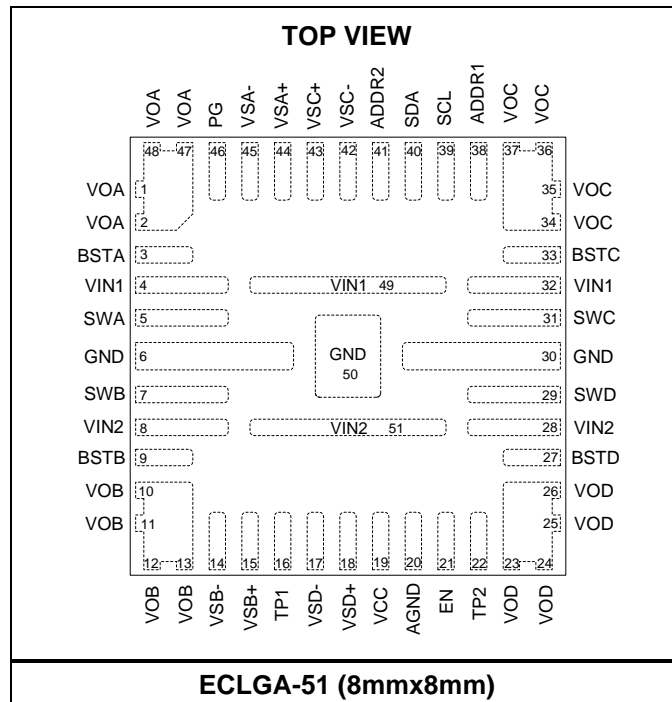 TOP VIEW
VOA VOA PG VSA- VSA+ VSC+ VSC- ADDR2 SDA SCL ADDR1 VOC VOC
48 47 46 45 44 43 42 41 40 39 38 37 36
VOA 1 35 VOC
VOA 2 34 VOC
BSTA 3 33 BSTC
VIN1 4 VIN1 49 32 VIN1
SWA 5 31 SWC
GND 6 GND 30 GND
50
SWB 7 29 SWD
VIN2 8 VIN2 51 28 VIN2
BSTB 9 27 BSTD
VOB 10 26 VOD
VOB 11 25 VOD
12 13 14 15 16 17 18 19 20 21 22 23 24
VOB VOB VSB- VSB+ TP1 VSD- VSD+ VCC AGND EN TP2 VOD VOD
ECLGA-51 (8mmx8mm)